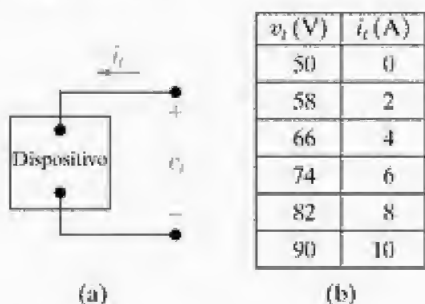 i_t
+
Dispositivo
v_t
−
(a)
v_t (V) i_t (A)
50 0
58 2
66 4
74 6
82 8
90 10
(b)